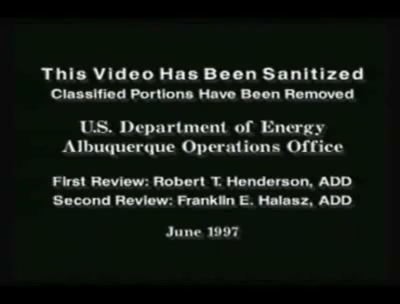 This Video Has Been Sanitized
Classified Portions Have Been Removed
U.S. Department of Energy
Albuquerque Operations Office
First Review: Robert T. Henderson, ADD
Second Review: Franklin E. Halasz, ADD
June 1997